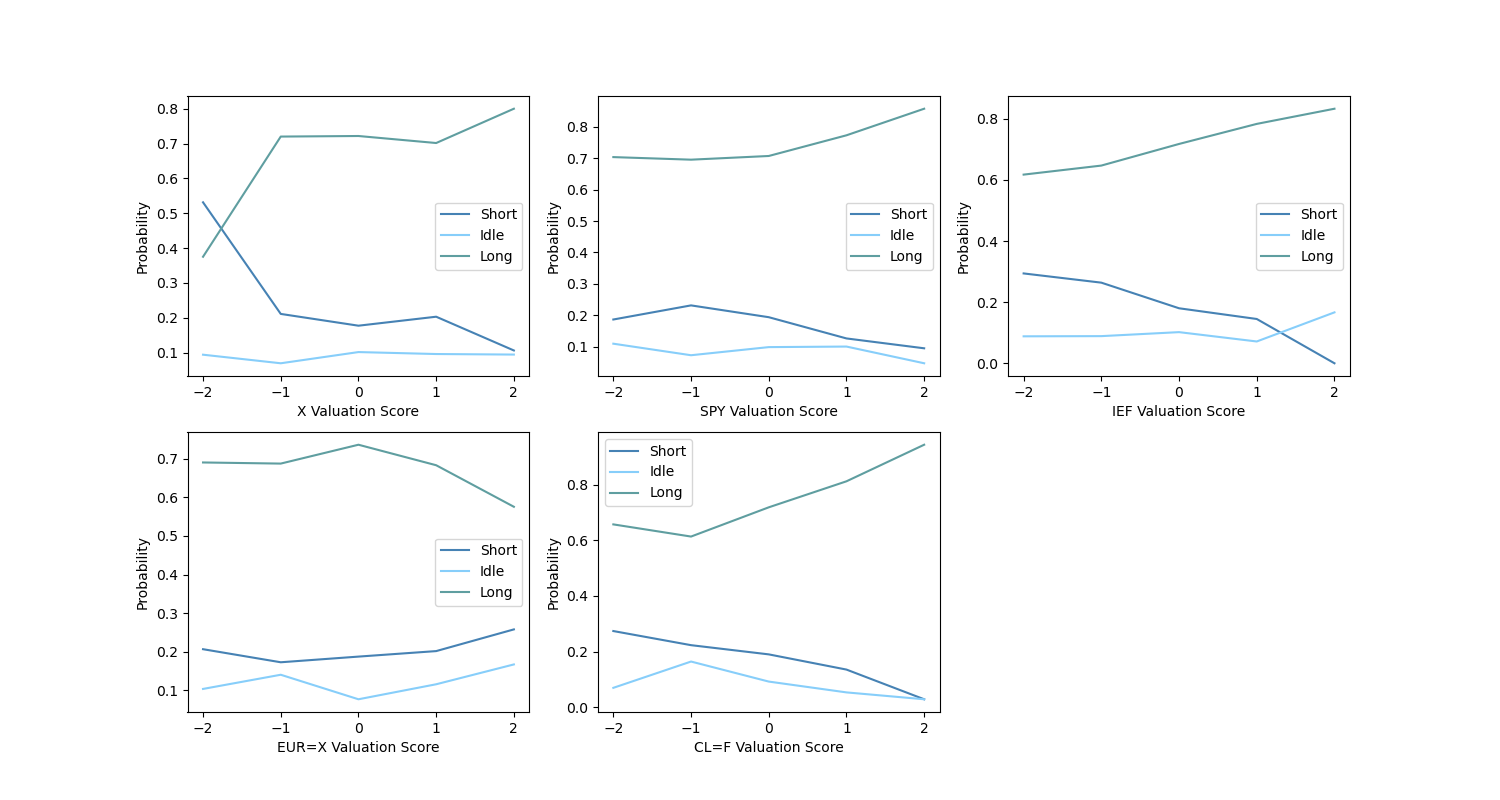 0.8
0.7
0.6
0.5
0.4
0.3
0.2
0.1
Probability
Short
Idle
Long
−2 −1 0 1 2
X Valuation Score
0.8
0.7
0.6
0.5
0.4
0.3
0.2
0.1
Probability
Short
Idle
Long
−2 −1 0 1 2
SPY Valuation Score
0.8
0.6
0.4
0.2
0.0
Probability
Short
Idle
Long
−2 −1 0 1 2
IEF Valuation Score
0.7
0.6
0.5
0.4
0.3
0.2
0.1
Probability
Short
Idle
Long
−2 −1 0 1 2
EUR=X Valuation Score
0.8
0.6
0.4
0.2
0.0
Probability
Short
Idle
Long
−2 −1 0 1 2
CL=F Valuation Score